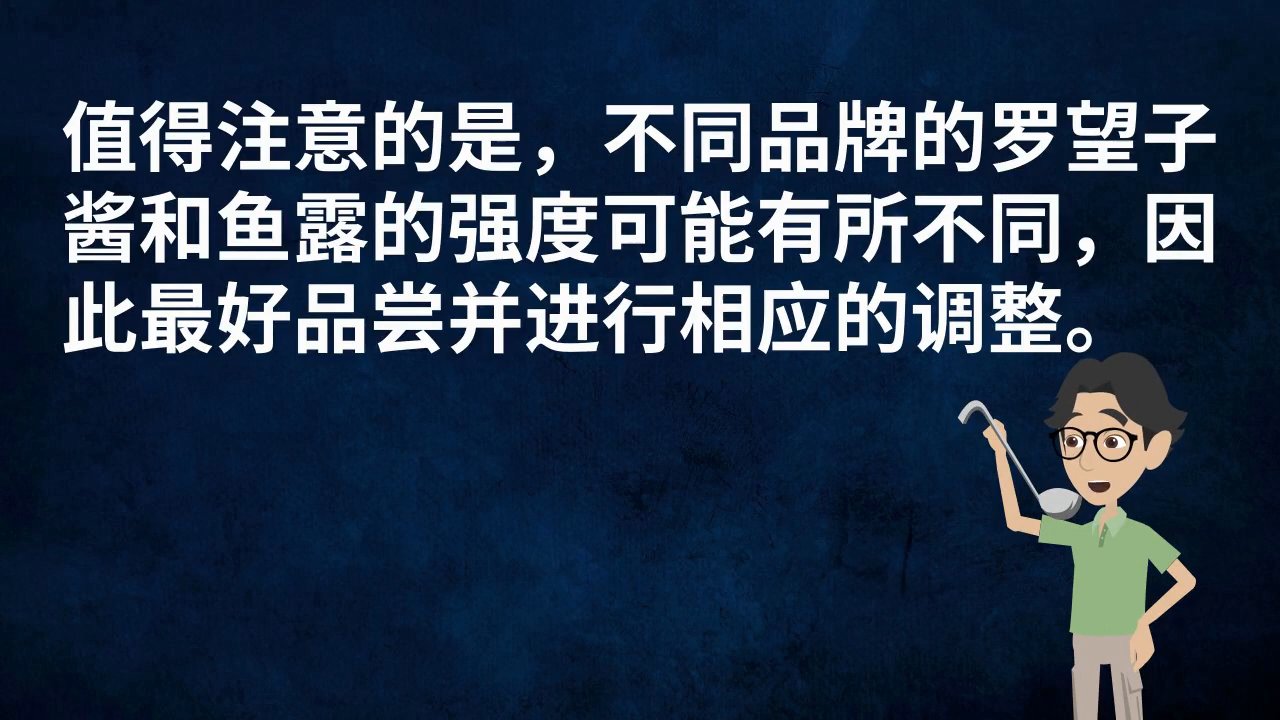 值得注意的是，不同品牌的罗望子
酱和鱼露的强度可能有所不同，因
此最好品尝并进行相应的调整。